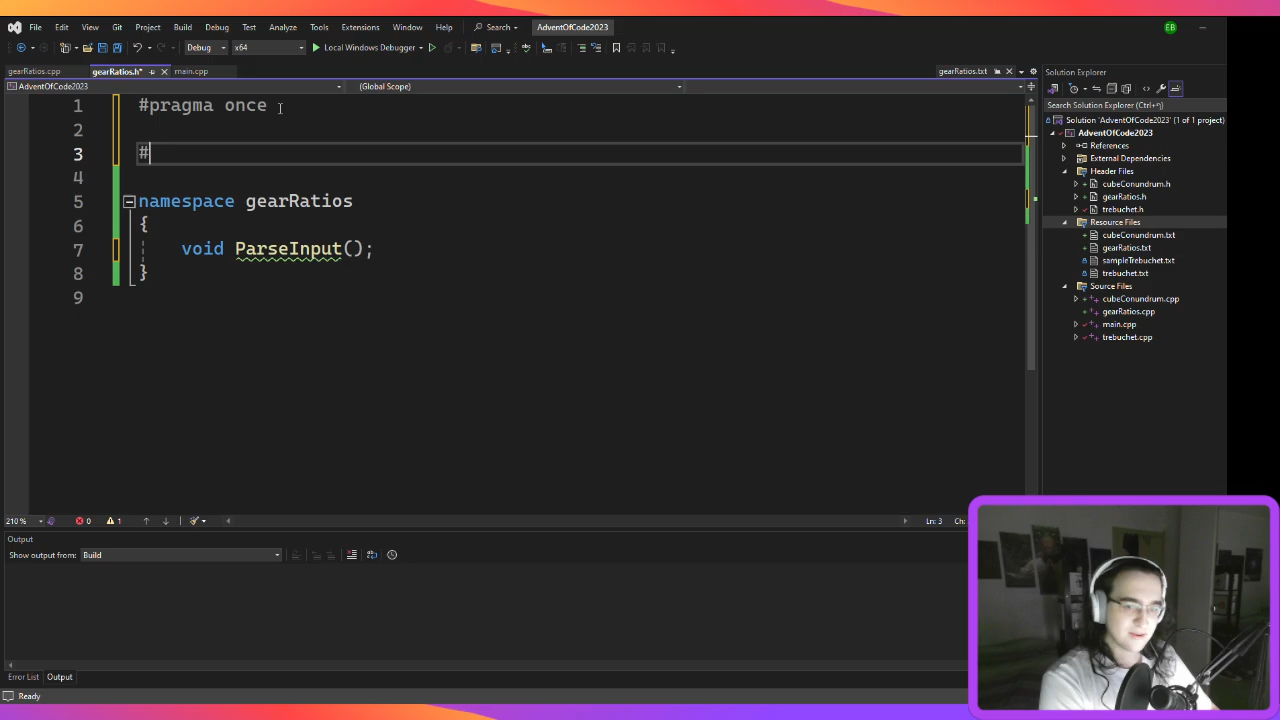 File Edit View Git Project Build Debug Test Analyze Tools Extensions Window Help Search AdventOfCode2023 EB
Debug x64 Local Windows Debugger
gearRatios.cpp gearRatios.h* main.cpp gearRatios.txt
AdventOfCode2023 (Global Scope)
1 #pragma once
2
3 #
4
5 namespace gearRatios
6 {
7 void ParseInput();
8 }
9
210 % 0 1 Ln: 3 Ch:
Output
Show output from: Build
Error List Output
Ready
Solution Explorer
Search Solution Explorer (Ctrl+^)
Solution 'AdventOfCode2023' (1 of 1 project)
AdventOfCode2023
References
External Dependencies
Header Files
cubeConundrum.h
gearRatios.h
trebuchet.h
Resource Files
cubeConundrum.txt
gearRatios.txt
sampleTrebuchet.txt
trebuchet.txt
Source Files
cubeConundrum.cpp
gearRatios.cpp
main.cpp
trebuchet.cpp